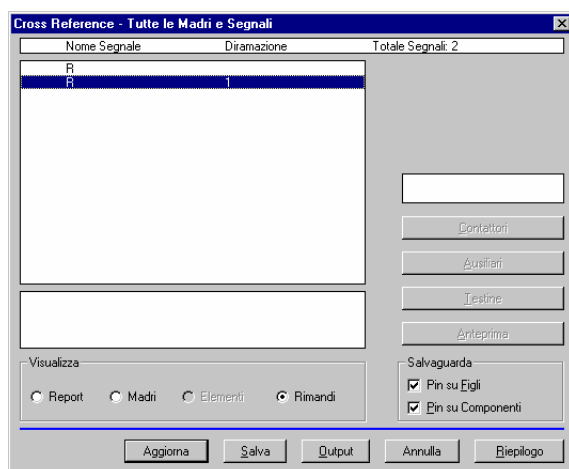 Cross Reference - Tutte le Madri e Segnali
Nome Segnale Diramazione Totale Segnali: 2
R
R 1
Contattori
Ausiliari
Testine
Anteprima
Visualizza
Report Madri Elementi Rimandi
Salvaguarda
Pin su Figli
Pin su Componenti
Aggiorna Salva Output Annulla Riepilogo